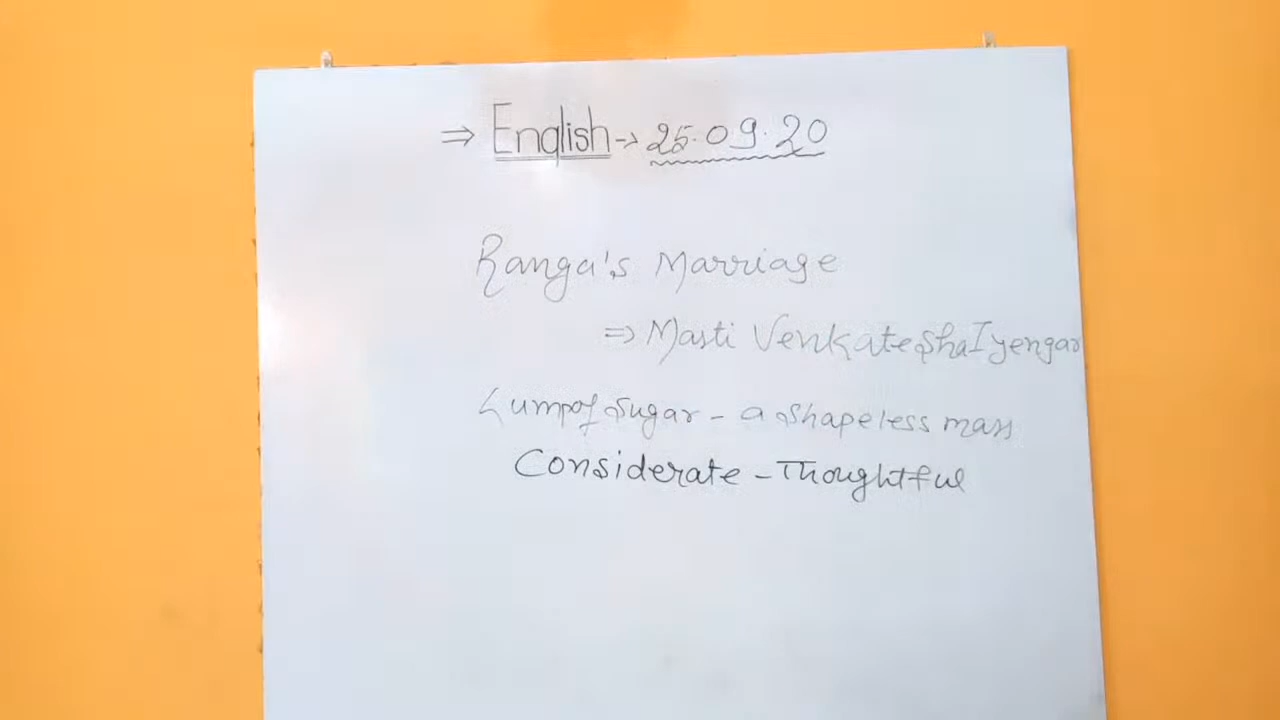 ⇒ English → 25.09.20
Ranga's Marriage
⇒ Masti Venkatesha Iyengar
Lump of Sugar - a shapeless mass
Considerate - Thoughtful